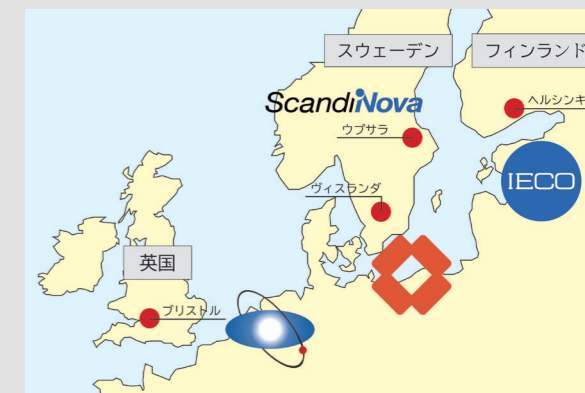 スウェーデン
フィンランド
ScandiNova
ヘルシンキ
ウプサラ
IECO
ヴィスランダ
英国
ブリストル